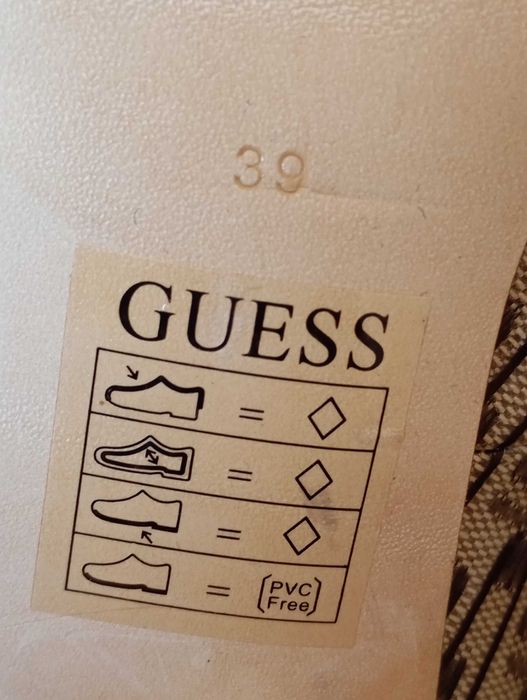 39
GUESS
=
=
=
= PVC
Free